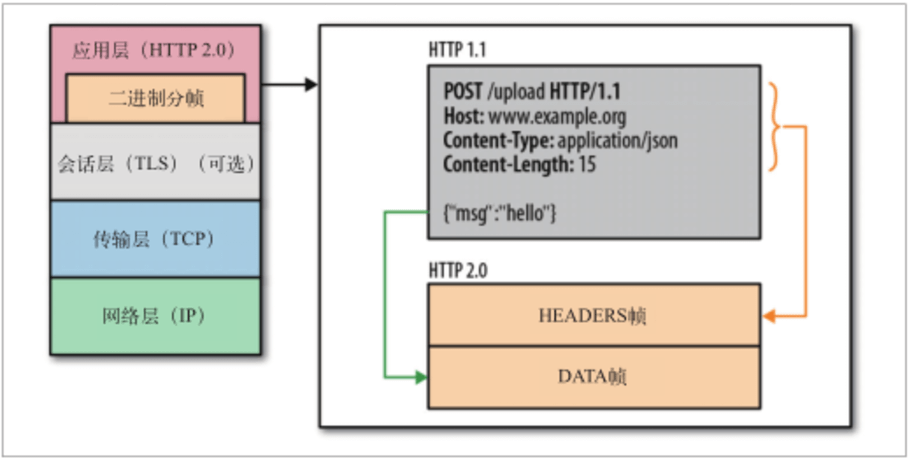 应用层（HTTP 2.0）
二进制分帧
会话层（TLS）（可选）
传输层（TCP）
网络层（IP）
HTTP 1.1
POST /upload HTTP/1.1
Host: www.example.org
Content-Type: application/json
Content-Length: 15
{"msg":"hello"}
HTTP 2.0
HEADERS帧
DATA帧